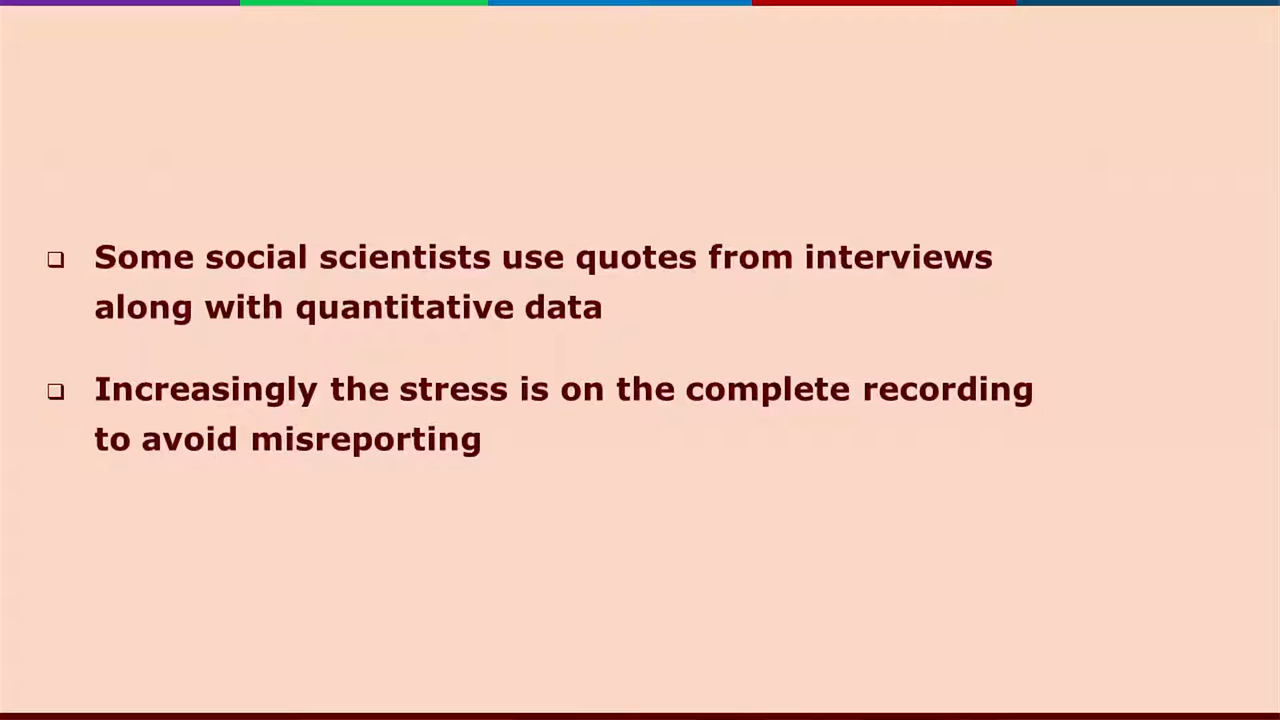 ❑ Some social scientists use quotes from interviews
along with quantitative data
❑ Increasingly the stress is on the complete recording
to avoid misreporting